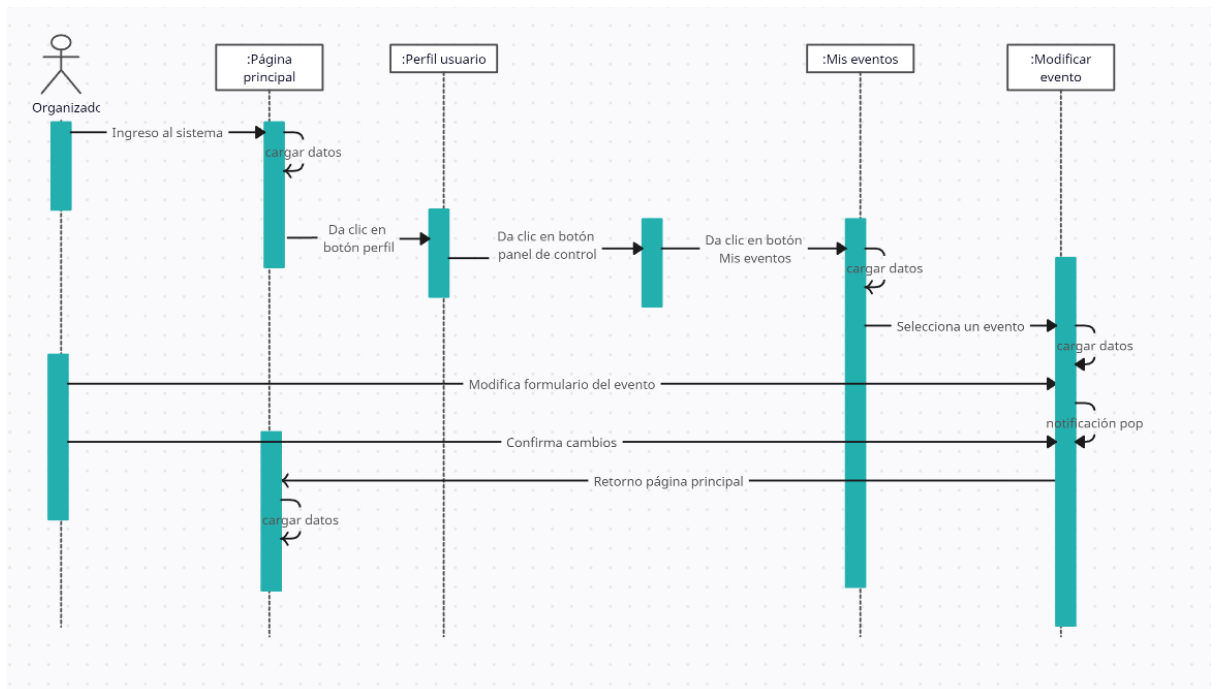 :Página
principal
:Perfil usuario
:Mis eventos
:Modificar
evento
Organizadc
Ingreso al sistema
cargar datos
Da clic en
botón perfil
Da clic en botón
panel de control
Da clic en botón
Mis eventos
cargar datos
Selecciona un evento
cargar datos
Modifica formulario del evento
notificación pop
Confirma cambios
Retorno página principal
cargar datos